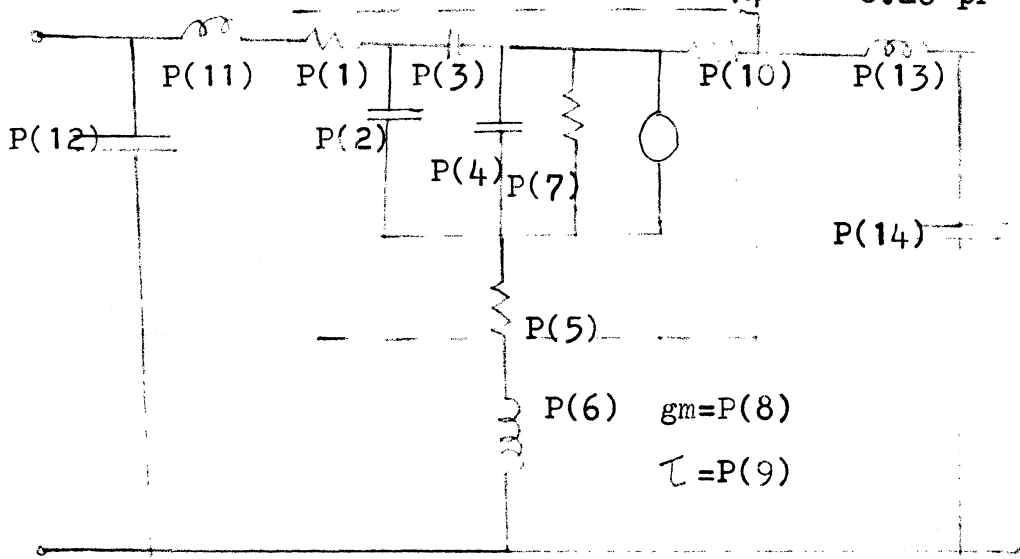 P(11) P(1) P(3) P(10) P(13)
P(12) P(2)
P(4) P(7)
P(14)
P(5)
P(6) gm=P(8)
τ=P(9)